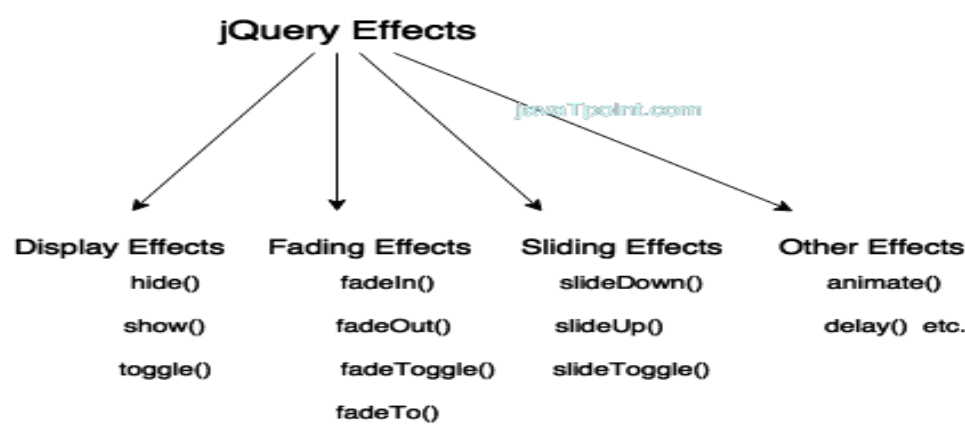 jQuery Effects
javaTpoint.com
Display Effects
hide()
show()
toggle()
Fading Effects
fadeIn()
fadeOut()
fadeToggle()
fadeTo()
Sliding Effects
slideDown()
slideUp()
slideToggle()
Other Effects
animate()
delay() etc.